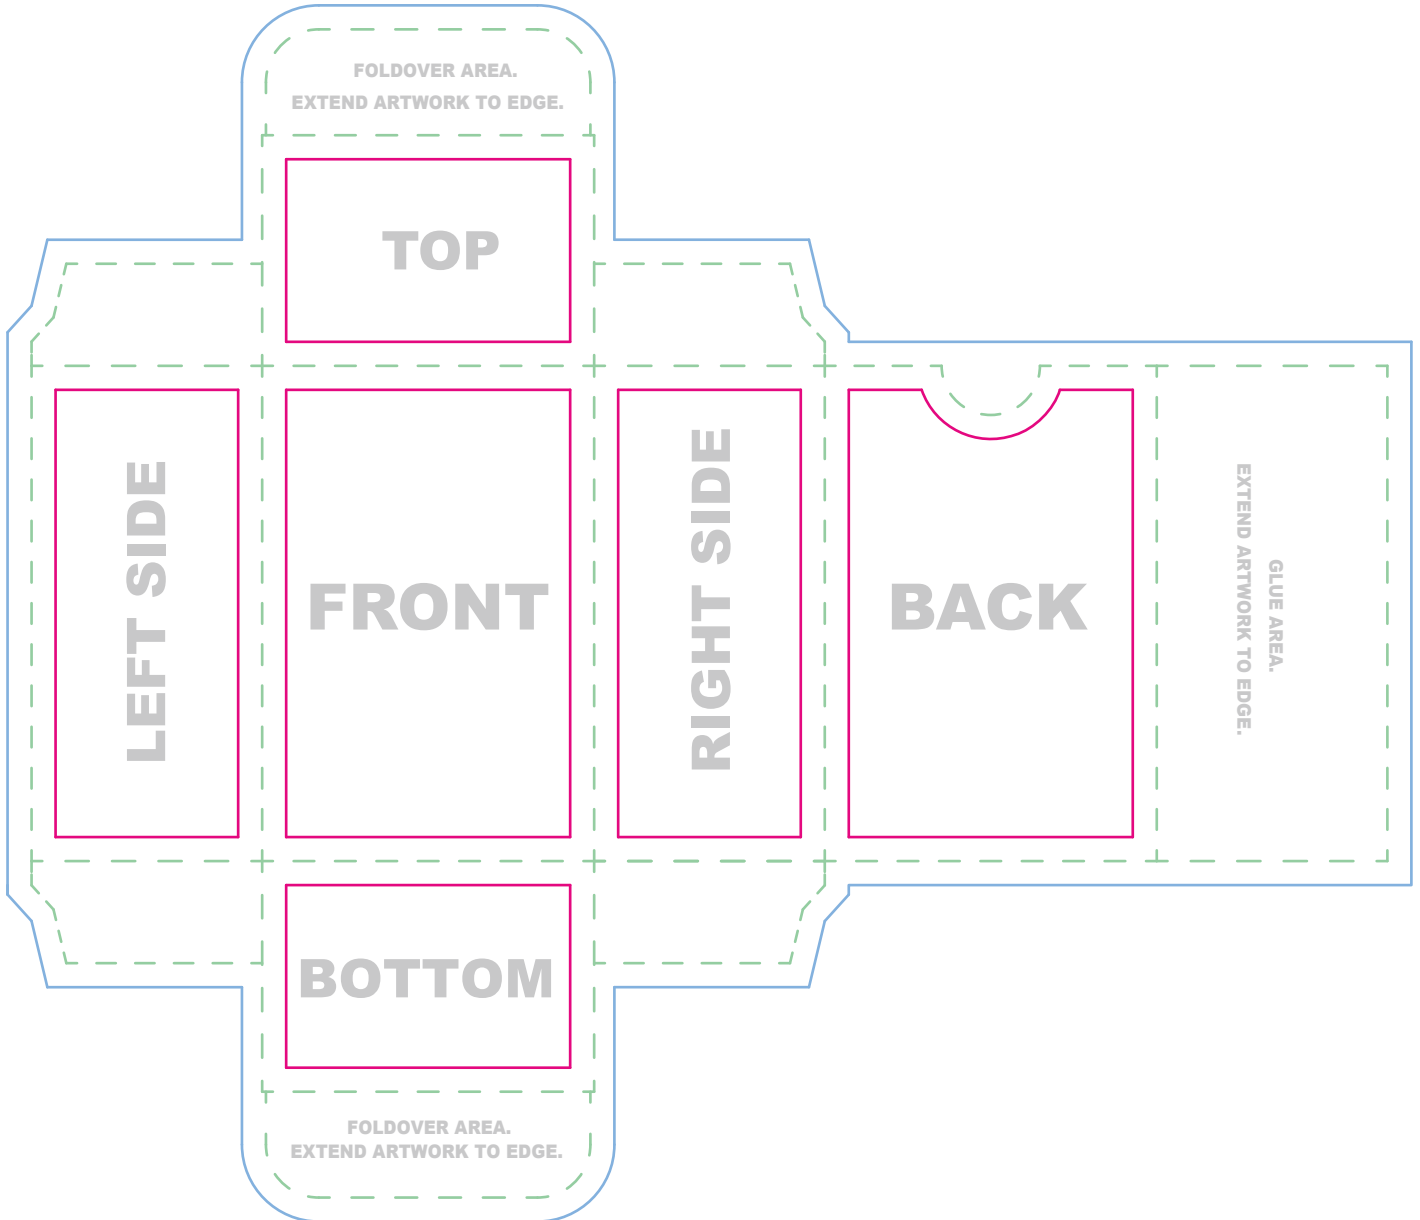 FOLDOVER AREA.
EXTEND ARTWORK TO EDGE.
TOP
LEFT SIDE
FRONT
RIGHT SIDE
BACK
GLUE AREA.
EXTEND ARTWORK TO EDGE.
BOTTOM
FOLDOVER AREA.
EXTEND ARTWORK TO EDGE.